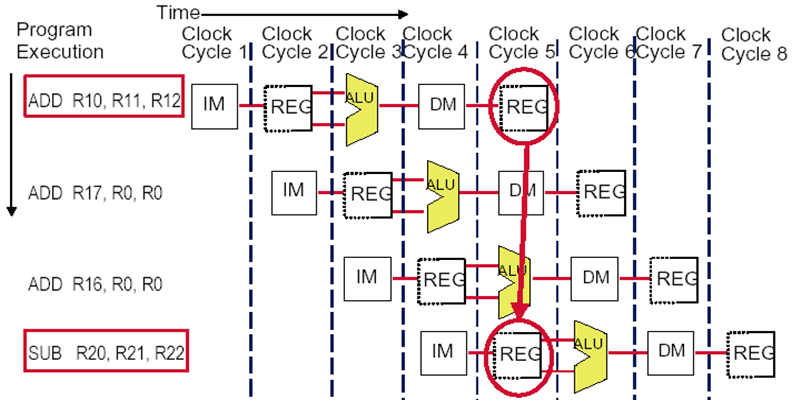 Time
Program
Execution
Clock
Cycle 1
Clock
Cycle 2
Clock
Cycle 3
Clock
Cycle 4
Clock
Cycle 5
Clock
Cycle 6
Clock
Cycle 7
Clock
Cycle 8
ADD R10, R11, R12
IM
REG
ALU
DM
REG
ADD R17, R0, R0
IM
REG
ALU
DM
REG
ADD R16, R0, R0
IM
REG
ALU
DM
REG
SUB R20, R21, R22
IM
REG
ALU
DM
REG